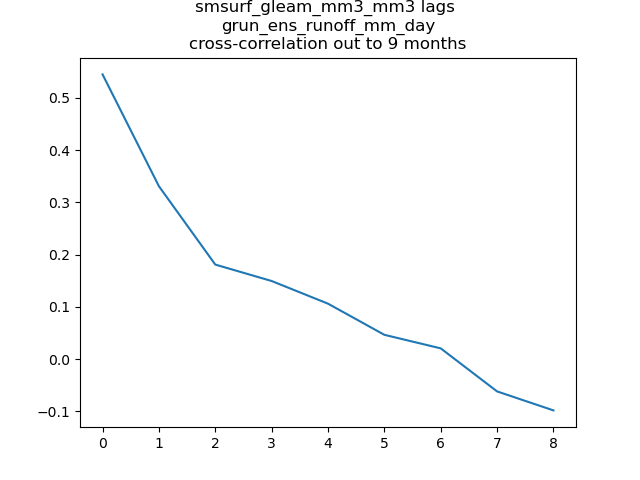 smsurf_gleam_mm3_mm3 lags
grun_ens_runoff_mm_day
cross-correlation out to 9 months
0.5
0.4
0.3
0.2
0.1
0.0
−0.1
0 1 2 3 4 5 6 7 8